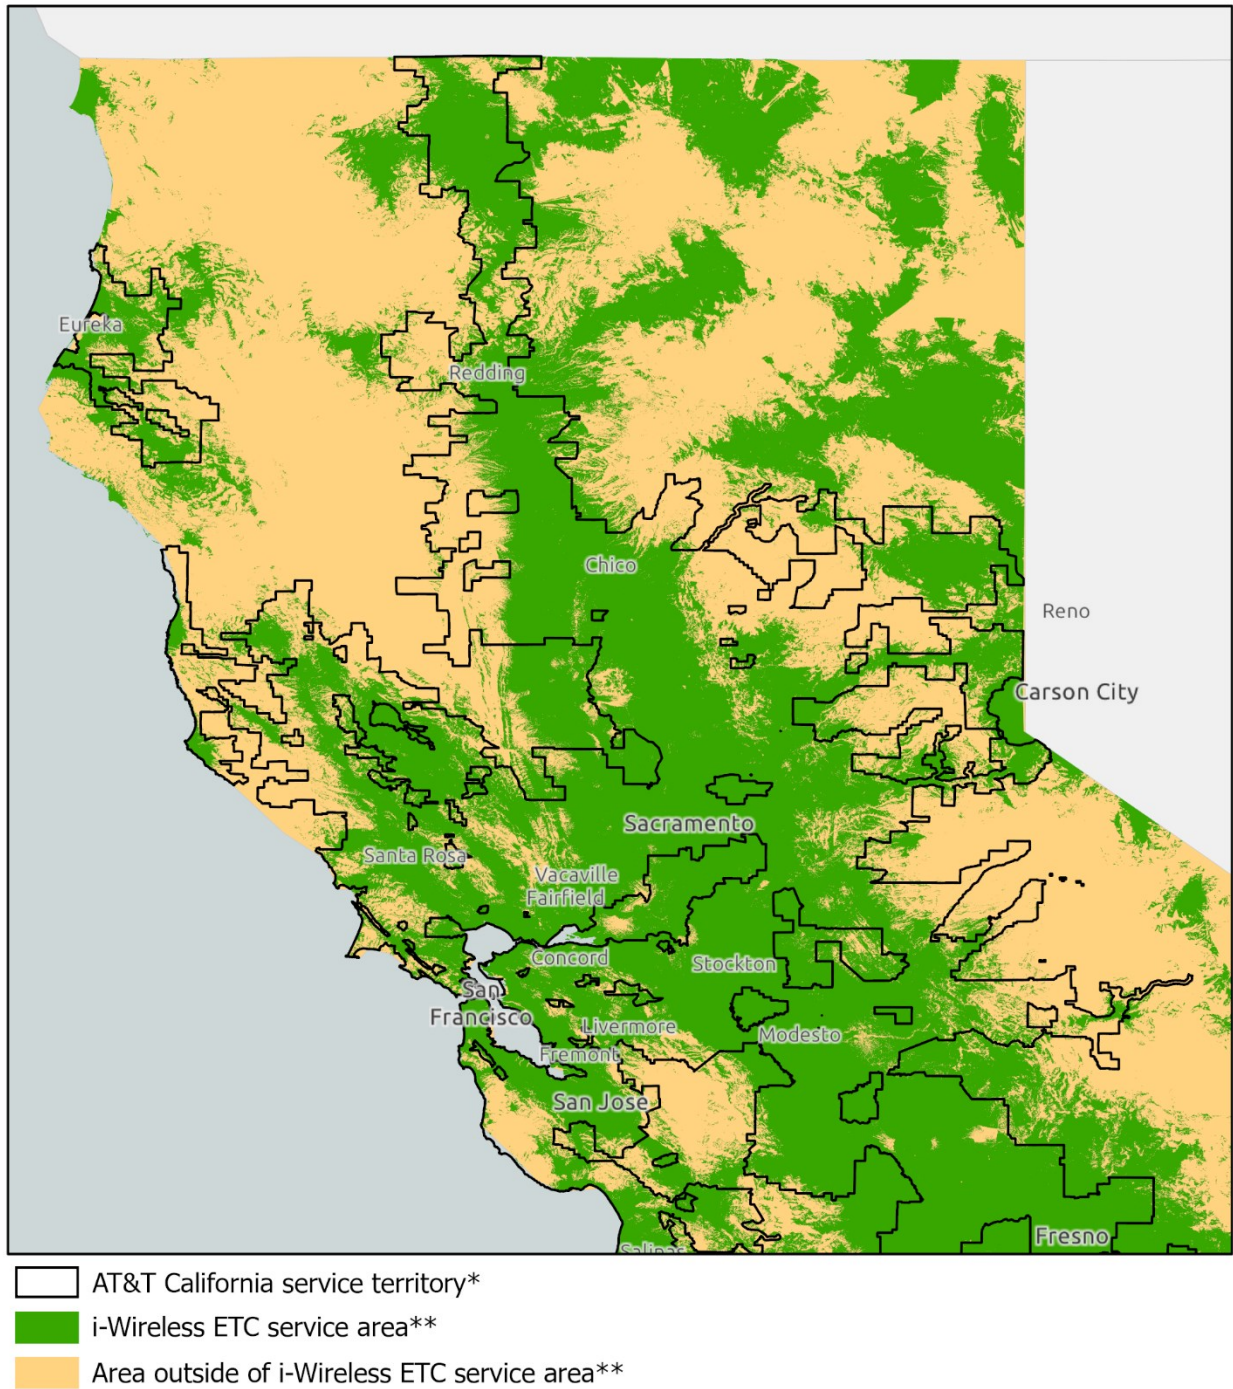 Eureka
Redding
Chico
Reno
Carson City
Sacramento
Santa Rosa
Vacaville
Fairfield
Concord
Stockton
San
Francisco
Livermore
Modesto
Fremont
San Jose
Fresno
Salinas
AT&T California service territory*
i-Wireless ETC service area**
Area outside of i-Wireless ETC service area**